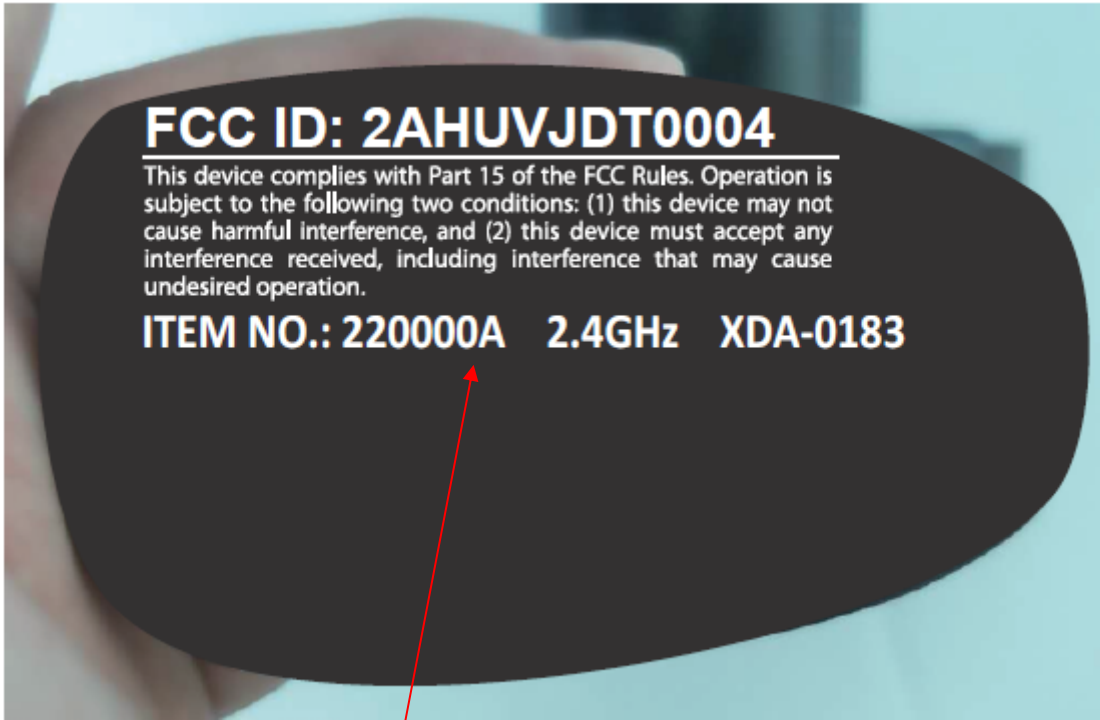 FCC ID: 2AHUVJDT0004
This device complies with Part 15 of the FCC Rules. Operation is
subject to the following two conditions: (1) this device may not
cause harmful interference, and (2) this device must accept any
interference received, including interference that may cause
undesired operation.
ITEM NO.: 220000A 2.4GHz XDA-0183